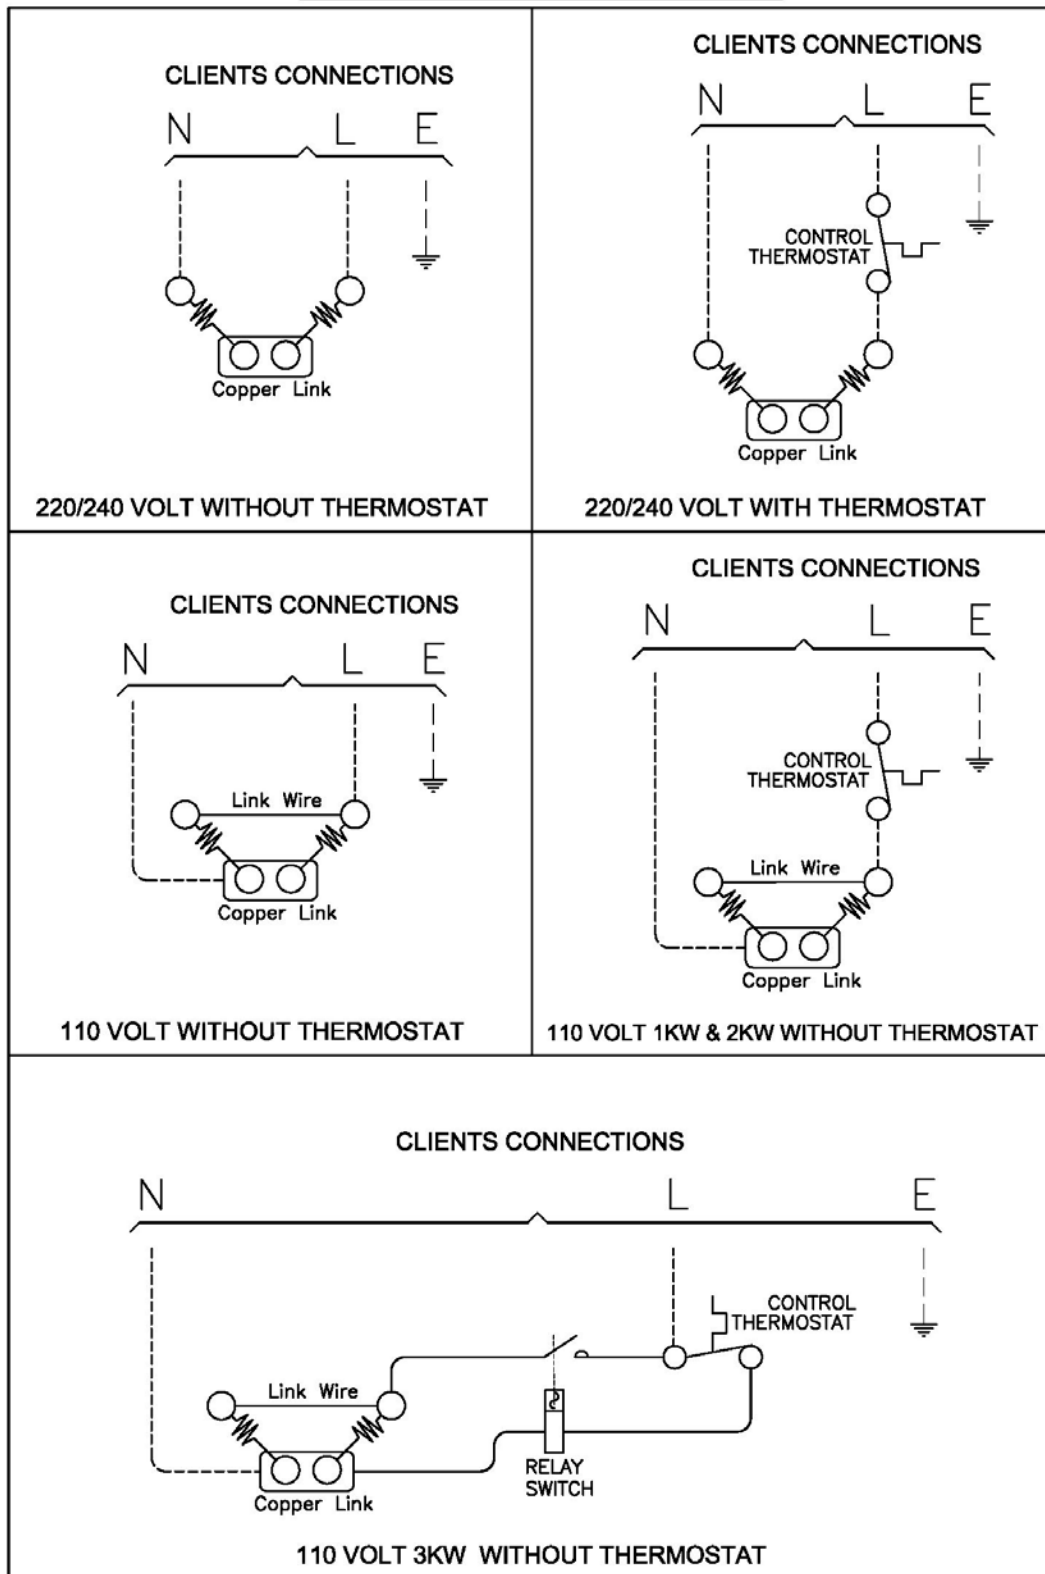 CLIENTS CONNECTIONS
N L E
Copper Link
220/240 VOLT WITHOUT THERMOSTAT
CLIENTS CONNECTIONS
N L E
CONTROL
THERMOSTAT
Copper Link
220/240 VOLT WITH THERMOSTAT
CLIENTS CONNECTIONS
N L E
Link Wire
Copper Link
110 VOLT WITHOUT THERMOSTAT
CLIENTS CONNECTIONS
N L E
CONTROL
THERMOSTAT
Link Wire
Copper Link
110 VOLT 1KW & 2KW WITHOUT THERMOSTAT
CLIENTS CONNECTIONS
N L E
CONTROL
THERMOSTAT
Link Wire
RELAY
SWITCH
Copper Link
110 VOLT 3KW WITHOUT THERMOSTAT